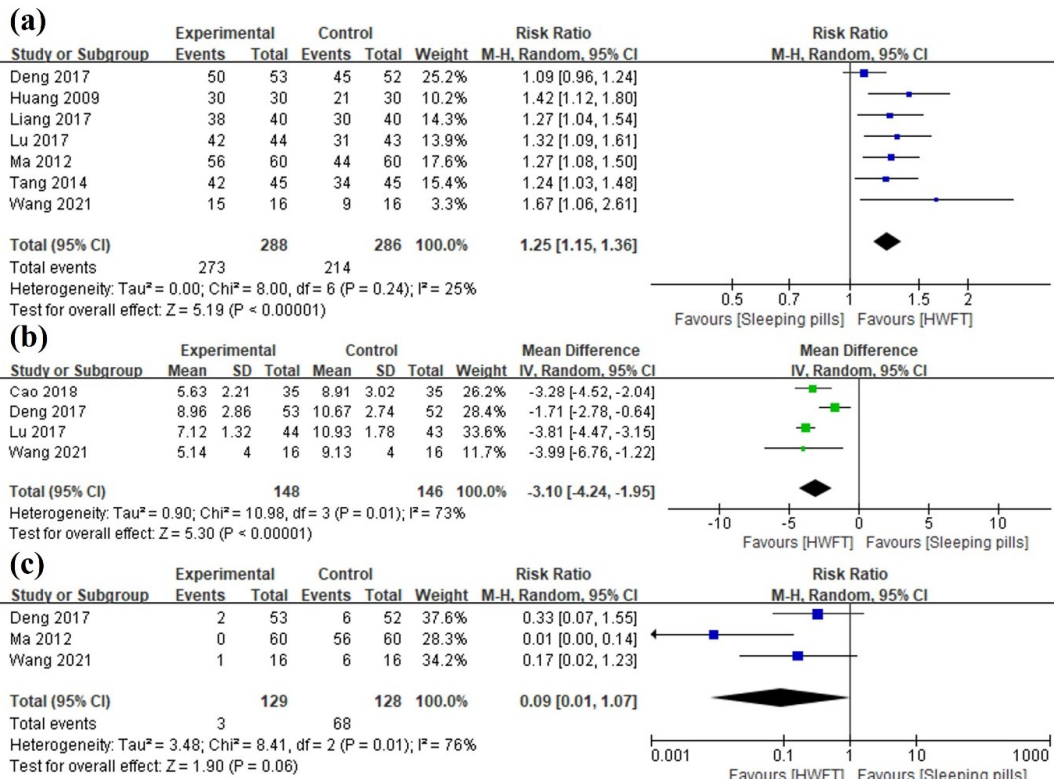 (a)
Experimental Control Risk Ratio Risk Ratio
Study or Subgroup Events Total Events Total Weight M-H, Random, 95% CI M-H, Random, 95% CI
Deng 2017 50 53 45 52 25.2% 1.09 [0.96, 1.24]
Huang 2009 30 30 21 30 10.2% 1.42 [1.12, 1.80]
Liang 2017 38 40 30 40 14.3% 1.27 [1.04, 1.54]
Lu 2017 42 44 31 43 13.9% 1.32 [1.09, 1.61]
Ma 2012 56 60 44 60 17.6% 1.27 [1.08, 1.50]
Tang 2014 42 45 34 45 15.4% 1.24 [1.03, 1.48]
Wang 2021 15 16 9 16 3.3% 1.67 [1.06, 2.61]
Total (95% CI) 288 286 100.0% 1.25 [1.15, 1.36]
Total events 273 214
Heterogeneity: Tau² = 0.00; Chi² = 8.00, df = 6 (P = 0.24); I² = 25%
Test for overall effect: Z = 5.19 (P < 0.00001)
0.5 0.7 1 1.5 2
Favours [Sleeping pills] Favours [HWFT]
(b)
Experimental Control Mean Difference Mean Difference
Study or Subgroup Mean SD Total Mean SD Total Weight IV, Random, 95% CI IV, Random, 95% CI
Cao 2018 5.63 2.21 35 8.91 3.02 35 26.2% -3.28 [-4.52, -2.04]
Deng 2017 8.96 2.86 53 10.67 2.74 52 28.4% -1.71 [-2.78, -0.64]
Lu 2017 7.12 1.32 44 10.93 1.78 43 33.6% -3.81 [-4.47, -3.15]
Wang 2021 5.14 4 16 9.13 4 16 11.7% -3.99 [-6.76, -1.22]
Total (95% CI) 148 146 100.0% -3.10 [-4.24, -1.95]
Heterogeneity: Tau² = 0.90; Chi² = 10.98, df = 3 (P = 0.01); I² = 73%
Test for overall effect: Z = 5.30 (P < 0.00001)
-10 -5 0 5 10
Favours [HWFT] Favours [Sleeping pills]
(c)
Experimental Control Risk Ratio Risk Ratio
Study or Subgroup Events Total Events Total Weight M-H, Random, 95% CI M-H, Random, 95% CI
Deng 2017 2 53 6 52 37.6% 0.33 [0.07, 1.55]
Ma 2012 0 60 56 60 28.3% 0.01 [0.00, 0.14]
Wang 2021 1 16 6 16 34.2% 0.17 [0.02, 1.23]
Total (95% CI) 129 128 100.0% 0.09 [0.01, 1.07]
Total events 3 68
Heterogeneity: Tau² = 3.48; Chi² = 8.41, df = 2 (P = 0.01); I² = 76%
Test for overall effect: Z = 1.90 (P = 0.06)
0.001 0.1 1 10 1000
Favours [HWFT] Favours [Sleeping pills]